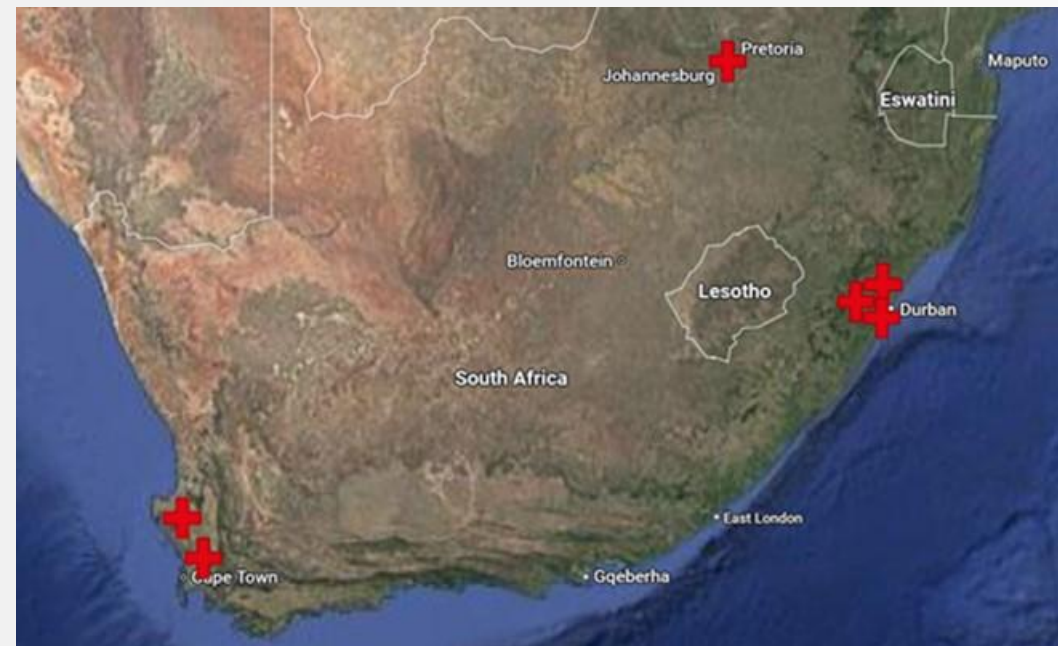 Pretoria
Johannesburg
Maputo
Eswatini
Bloemfontein
Lesotho
Durban
South Africa
East London
Cape Town
Gqeberha